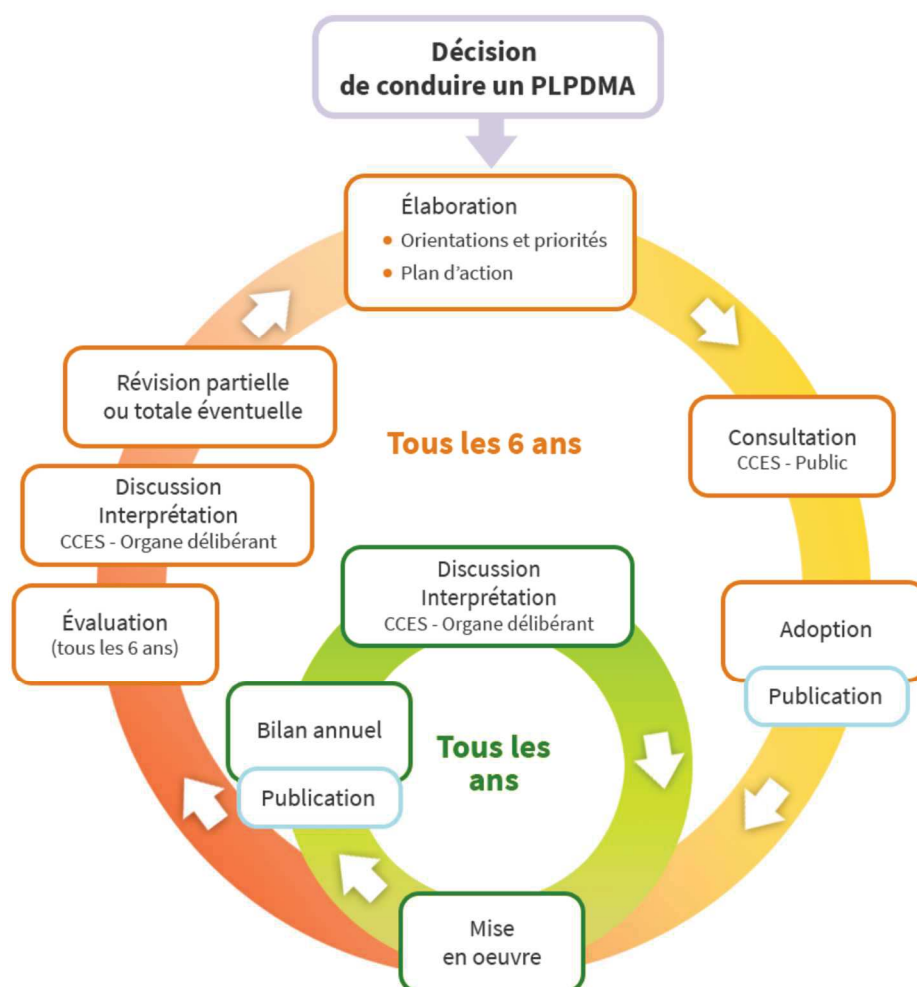 Décision
de conduire un PLPDMA
Élaboration
• Orientations et priorités
• Plan d'action
Révision partielle
ou totale éventuelle
Tous les 6 ans
Consultation
CCES - Public
Discussion
Interprétation
CCES - Organe délibérant
Discussion
Interprétation
CCES - Organe délibérant
Évaluation
(tous les 6 ans)
Adoption
Publication
Bilan annuel
Publication
Tous les
ans
Mise
en oeuvre